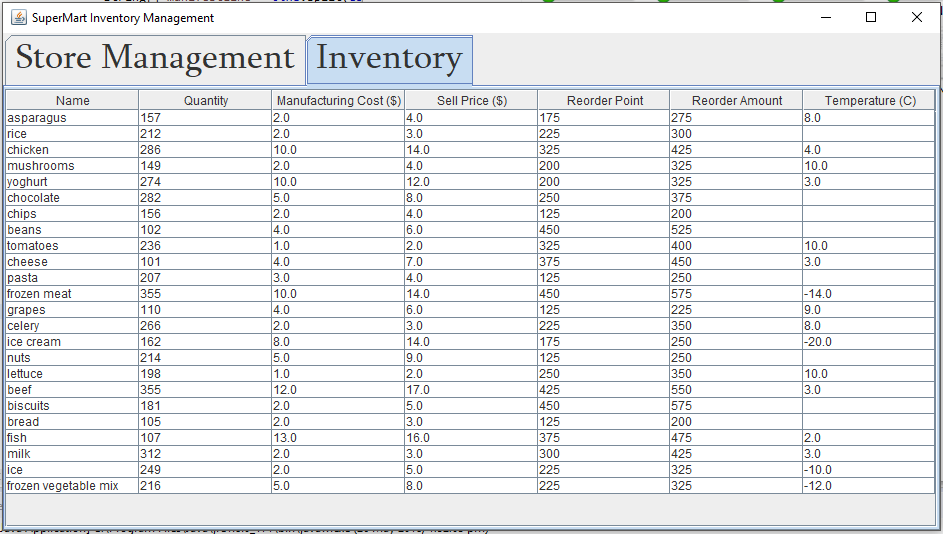 SuperMart Inventory Management
Store Management Inventory
Name Quantity Manufacturing Cost ($) Sell Price ($) Reorder Point Reorder Amount Temperature (C)
asparagus 157 2.0 4.0 175 275 8.0
rice 212 2.0 3.0 225 300
chicken 286 10.0 14.0 325 425 4.0
mushrooms 149 2.0 4.0 200 325 10.0
yoghurt 274 10.0 12.0 200 325 3.0
chocolate 282 5.0 8.0 250 375
chips 156 2.0 4.0 125 200
beans 102 4.0 6.0 450 525
tomatoes 236 1.0 2.0 325 400 10.0
cheese 101 4.0 7.0 375 450 3.0
pasta 207 3.0 4.0 125 250
frozen meat 355 10.0 14.0 450 575 -14.0
grapes 110 4.0 6.0 125 225 9.0
celery 266 2.0 3.0 225 350 8.0
ice cream 162 8.0 14.0 175 250 -20.0
nuts 214 5.0 9.0 125 250
lettuce 198 1.0 2.0 250 350 10.0
beef 355 12.0 17.0 425 550 3.0
biscuits 181 2.0 5.0 450 575
bread 105 2.0 3.0 125 200
fish 107 13.0 16.0 375 475 2.0
milk 312 2.0 3.0 300 425 3.0
ice 249 2.0 5.0 225 325 -10.0
frozen vegetable mix 216 5.0 8.0 225 325 -12.0